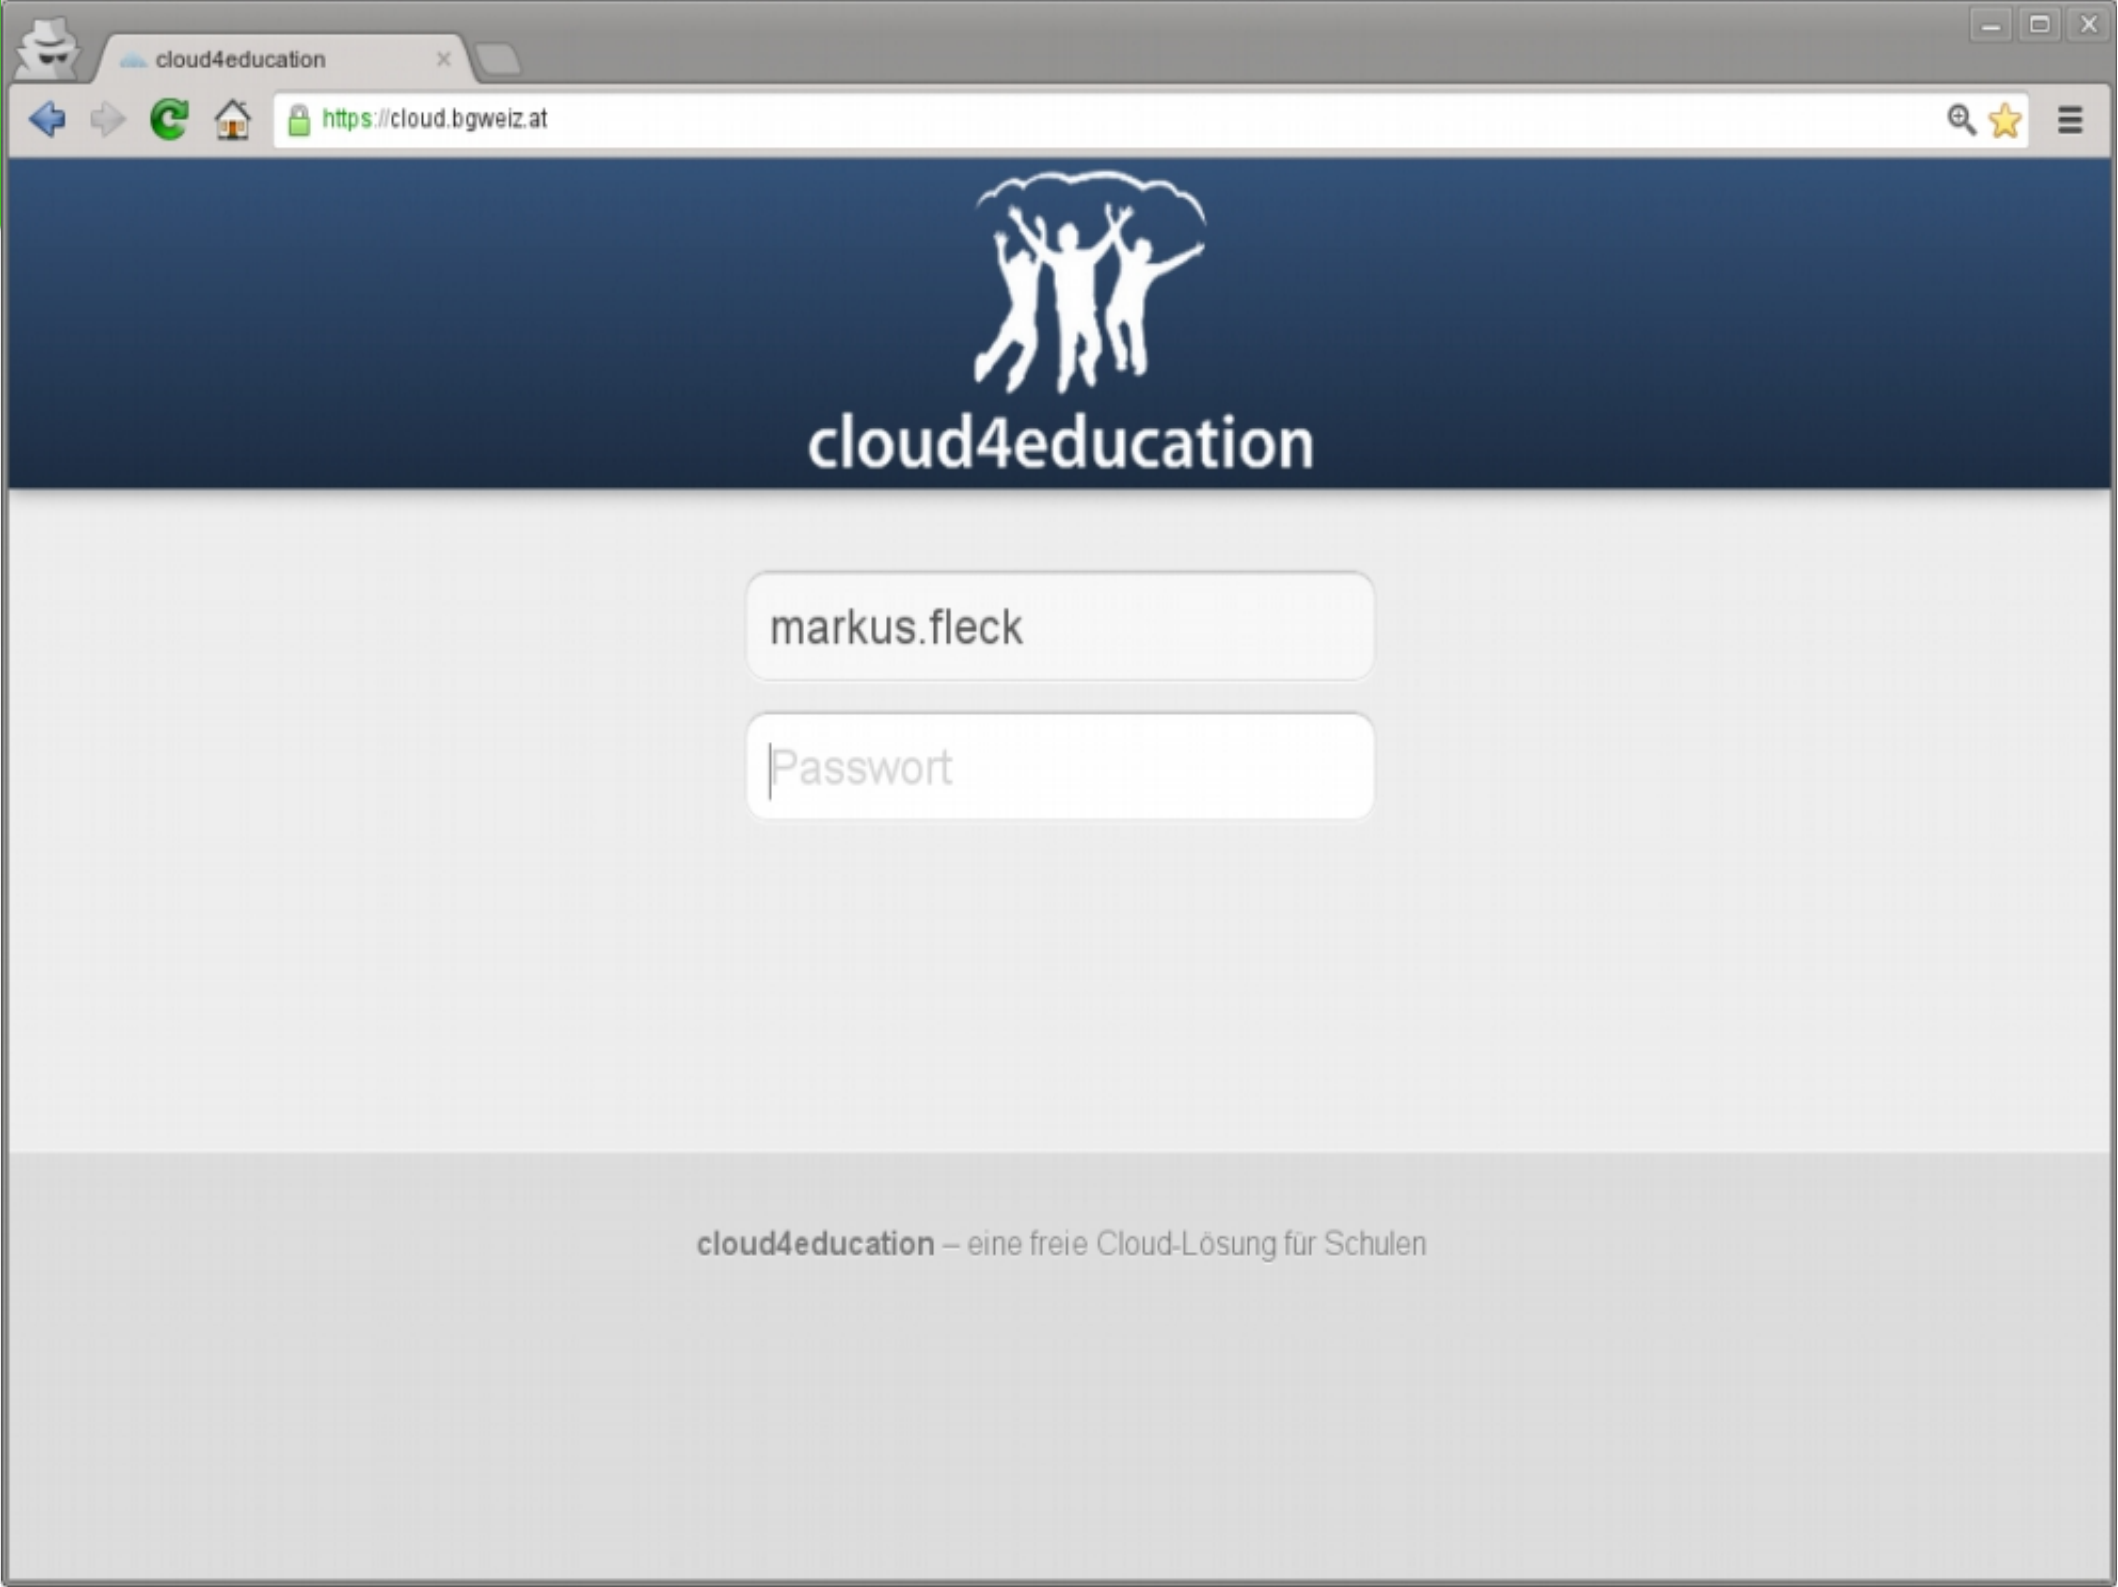 cloud4education
https://cloud.bgweiz.at
cloud4education
markus.fleck
Passwort
cloud4education – eine freie Cloud-Lösung für Schulen